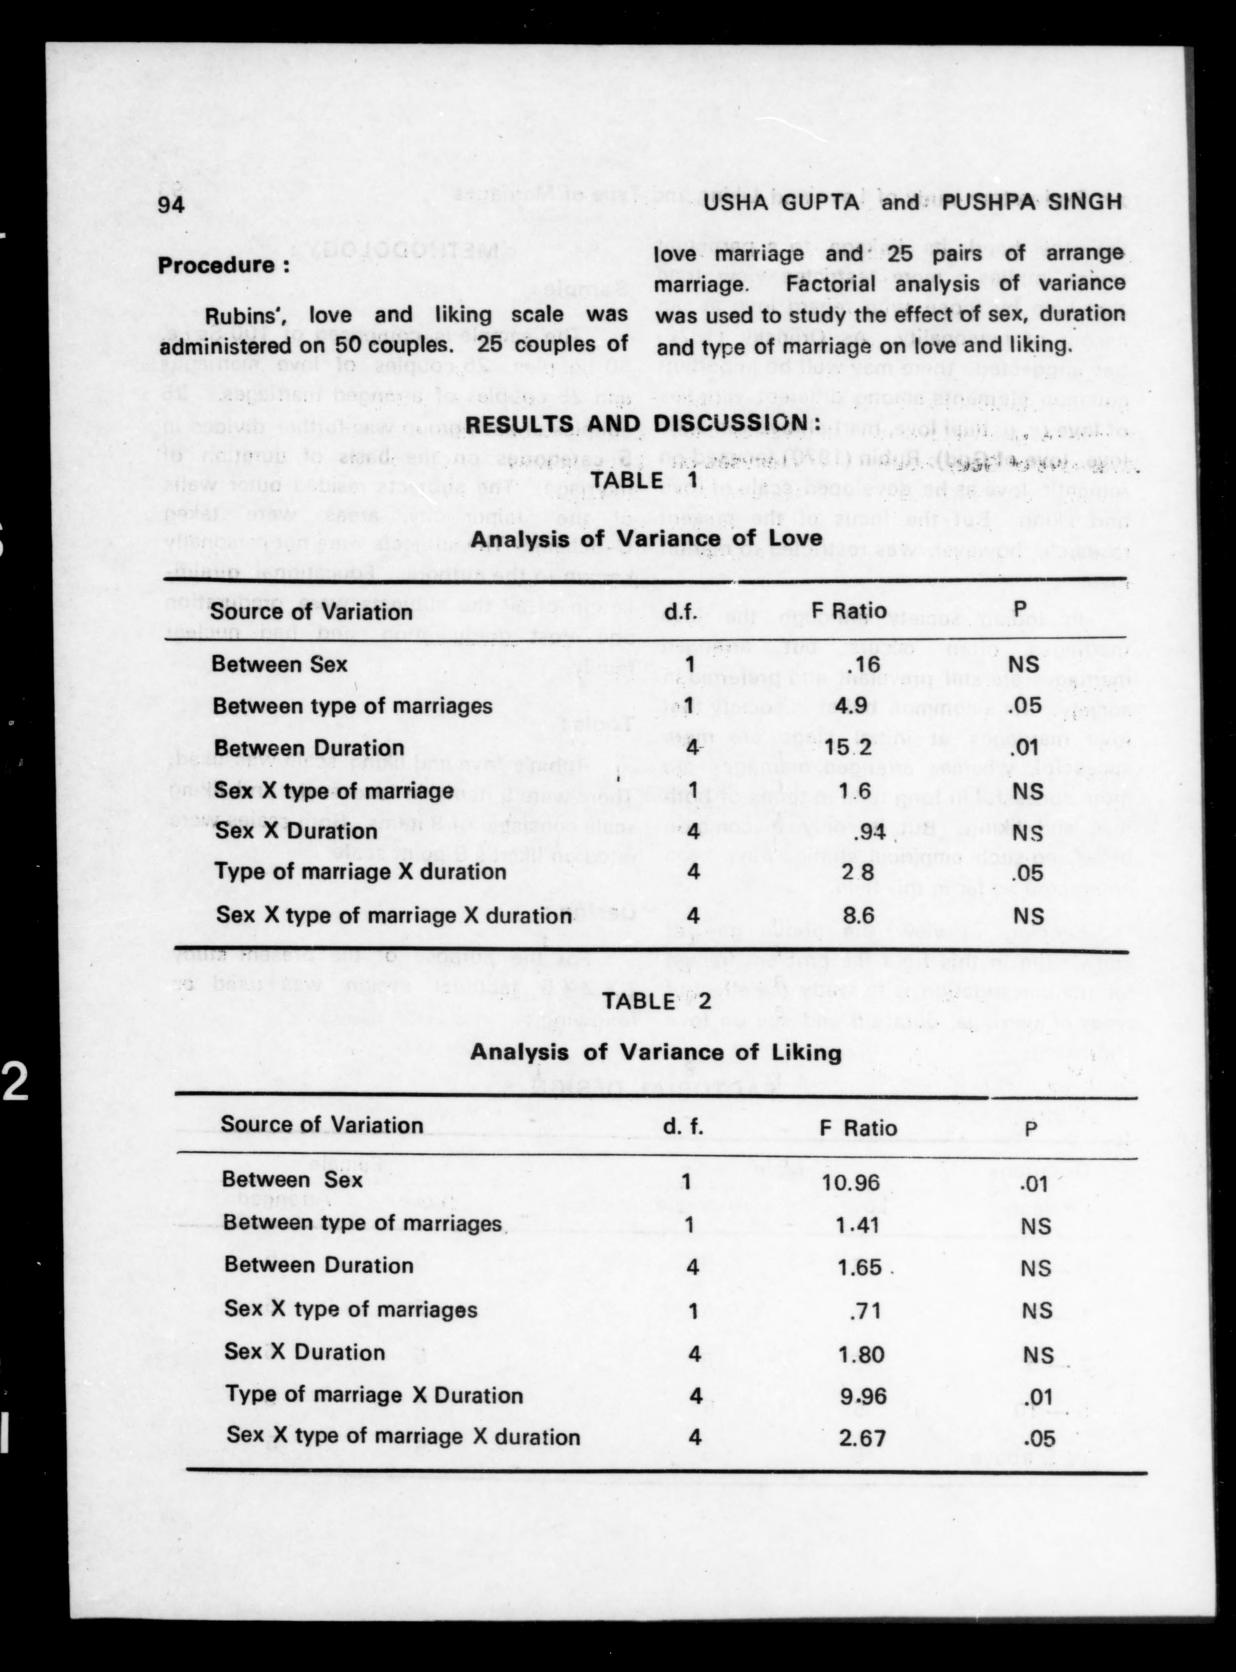 94
USHA GUPTA and PUSHPA SINGH
Procedure :
Rubins', love and liking scale was
administered on 50 couples. 25 couples of
love marriage and 25 pairs of arrange
marriage. Factorial analysis of variance
was used to study the effect of sex, duration
and type of marriage on love and liking.
RESULTS AND DISCUSSION :
TABLE 1
Analysis of Variance of Love
Source of Variation d.f. F Ratio P
Between Sex 1 .16 NS
Between type of marriages 1 4.9 .05
Between Duration 4 15.2 .01
Sex X type of marriage 1 1.6 NS
Sex X Duration 4 .94 NS
Type of marriage X duration 4 2 8 .05
Sex X type of marriage X duration 4 8.6 NS
TABLE 2
Analysis of Variance of Liking
Source of Variation d. f. F Ratio P
Between Sex 1 10.96 .01
Between type of marriages 1 1.41 NS
Between Duration 4 1.65 NS
Sex X type of marriages 1 .71 NS
Sex X Duration 4 1.80 NS
Type of marriage X Duration 4 9.96 .01
Sex X type of marriage X duration 4 2.67 .05
2